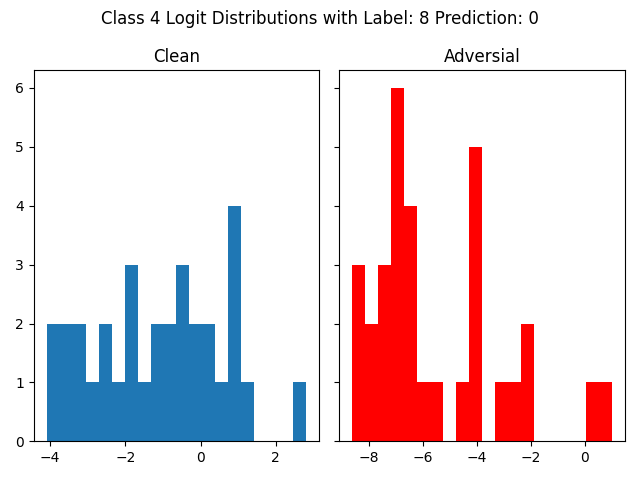 Class 4 Logit Distributions with Label: 8 Prediction: 0
Clean
Adversial
6
5
4
3
2
1
0
−4 −2 0 2
−8 −6 −4 −2 0